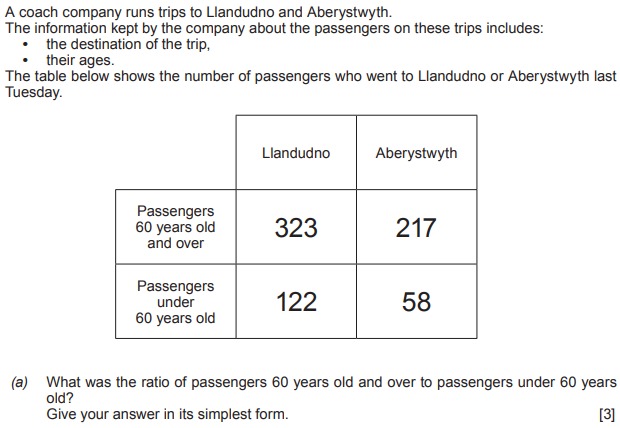 A coach company runs trips to Llandudno and Aberystwyth.
The information kept by the company about the passengers on these trips includes:
• the destination of the trip,
• their ages.
The table below shows the number of passengers who went to Llandudno or Aberystwyth last
Tuesday.
Llandudno Aberystwyth
Passengers
60 years old
and over
323 217
Passengers
under
60 years old
122 58
(a) What was the ratio of passengers 60 years old and over to passengers under 60 years
old?
Give your answer in its simplest form. [3]